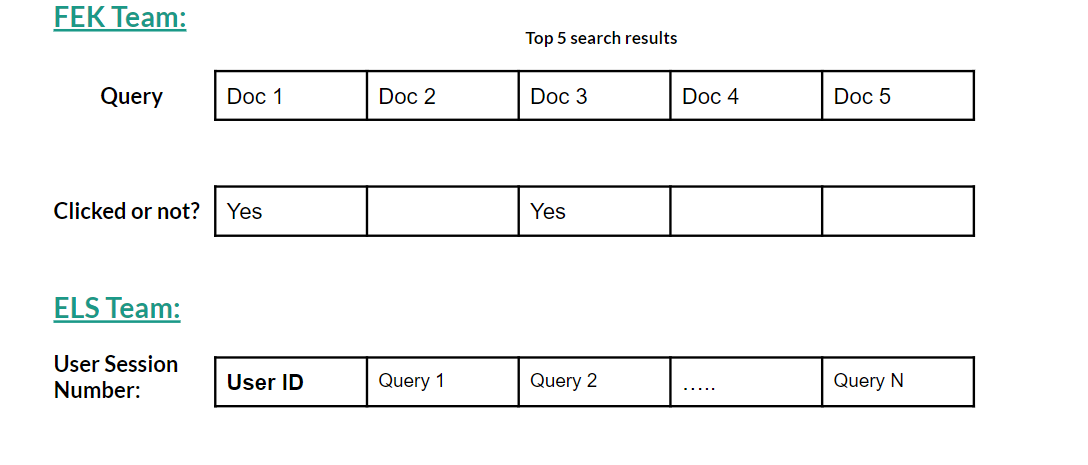 FEK Team:
Top 5 search results
Query Doc 1 Doc 2 Doc 3 Doc 4 Doc 5
Clicked or not? Yes Yes
ELS Team:
User Session
Number: User ID Query 1 Query 2 ..... Query N